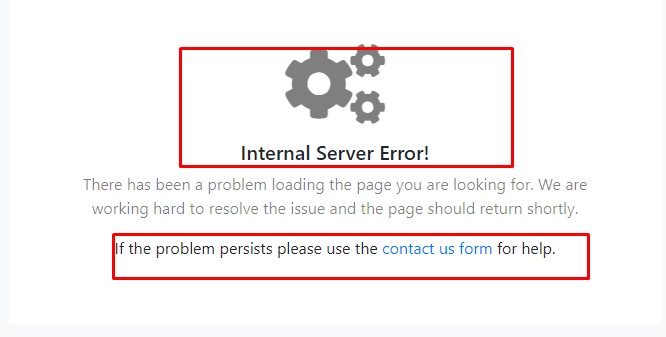 Internal Server Error!
There has been a problem loading the page you are looking for. We are
working hard to resolve the issue and the page should return shortly.
If the problem persists please use the contact us form for help.